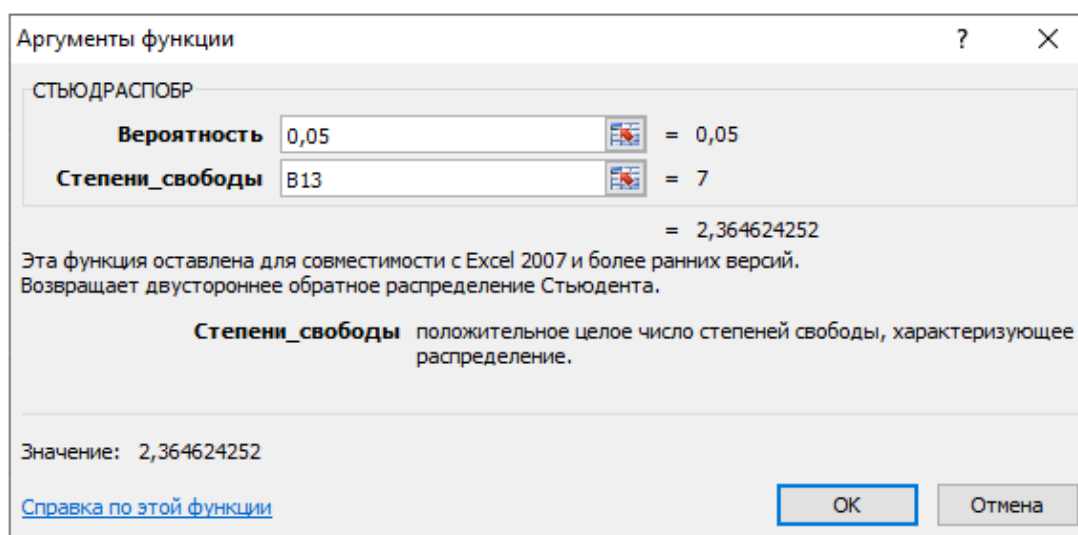 Аргументы функции ? ×
СТЬЮДРАСПОБР
Вероятность 0,05 = 0,05
Степени_свободы B13 = 7
= 2,364624252
Эта функция оставлена для совместимости с Excel 2007 и более ранних версий.
Возвращает двустороннее обратное распределение Стьюдента.
Степени_свободы положительное целое число степеней свободы, характеризующее
распределение.
Значение: 2,364624252
Справка по этой функции OK Отмена